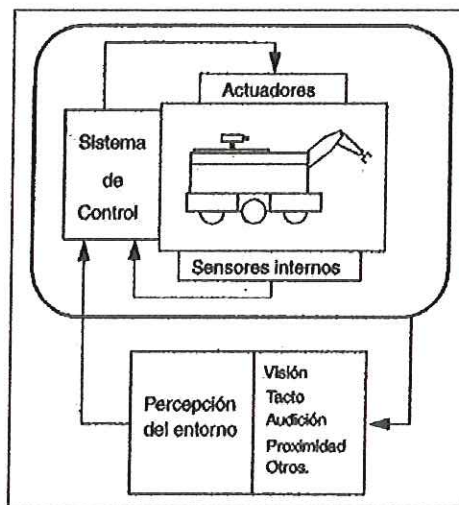 Actuadores
Sistema
de
Control
Sensores internos
Percepción
del entorno
Visión
Tacto
Audición
Proximidad
Otros.